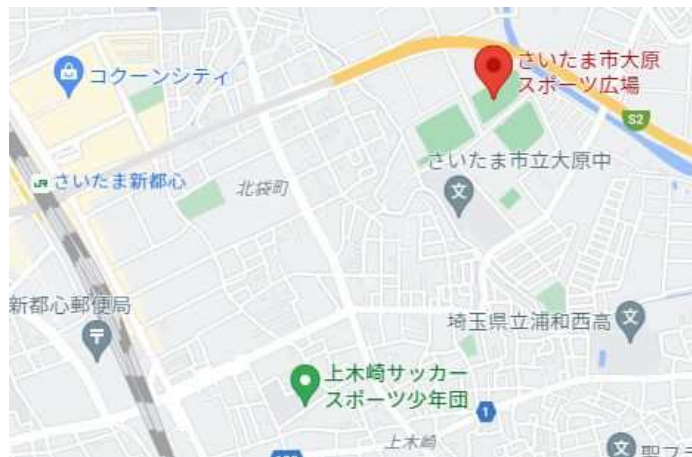 さいたま市大原
スポーツ広場
コクーンシティ
S2
さいたま市立大原中
文
JR さいたま新都心
北袋町
新都心郵便局
埼玉県立浦和西高
文
上木崎サッカー
スポーツ少年団
1
上木崎
文